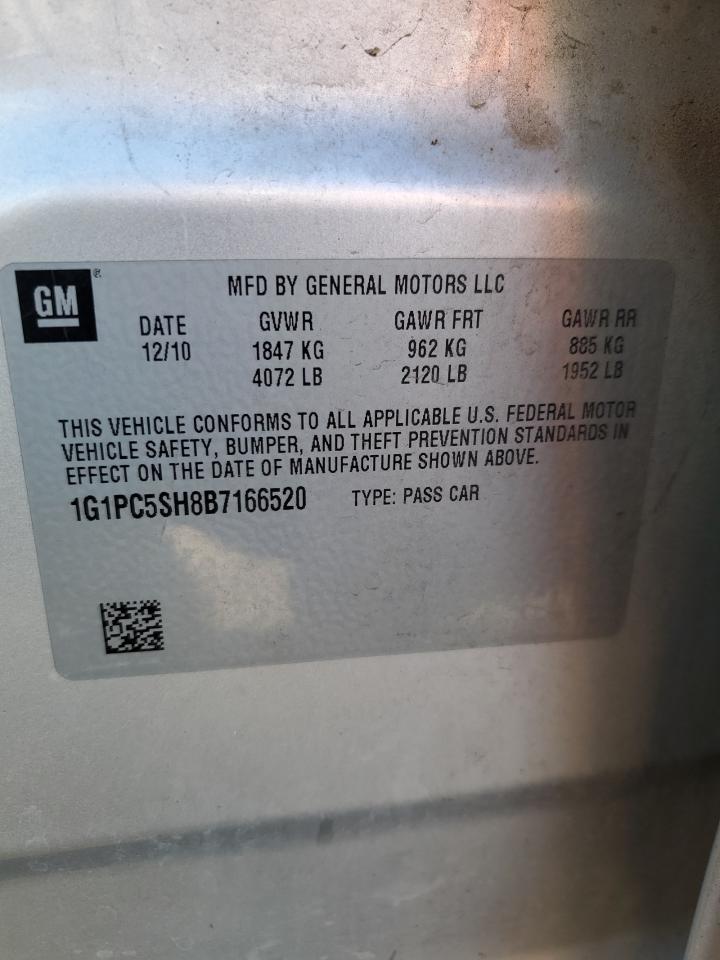 GM ®
MFD BY GENERAL MOTORS LLC
DATE GVWR GAWR FRT GAWR RR
12/10 1847 KG 962 KG 885 KG
4072 LB 2120 LB 1952 LB
THIS VEHICLE CONFORMS TO ALL APPLICABLE U.S. FEDERAL MOTOR
VEHICLE SAFETY, BUMPER, AND THEFT PREVENTION STANDARDS IN
EFFECT ON THE DATE OF MANUFACTURE SHOWN ABOVE.
1G1PC5SH8B7166520 TYPE: PASS CAR